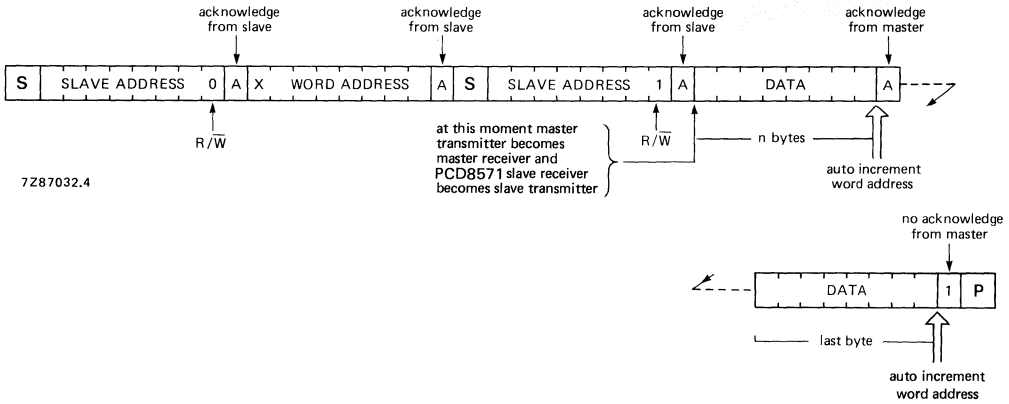 acknowledge
from slave
acknowledge
from slave
acknowledge
from slave
acknowledge
from master
S SLAVE ADDRESS 0 A X WORD ADDRESS A S SLAVE ADDRESS 1 A DATA A
R/W̅
at this moment master
transmitter becomes
master receiver and
PCD8571 slave receiver
becomes slave transmitter
R/W̅
n bytes
auto increment
word address
7Z87032.4
no acknowledge
from master
DATA 1 P
last byte
auto increment
word address